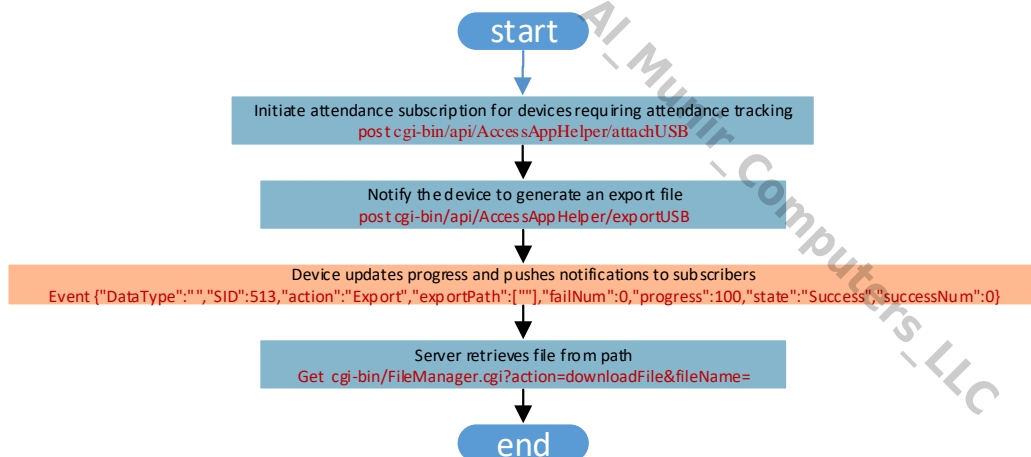 start
Initiate attendance subscription for devices requiring attendance tracking
post cgi-bin/api/AccessAppHelper/attachUSB
Notify the device to generate an export file
post cgi-bin/api/AccessAppHelper/exportUSB
Device updates progress and pushes notifications to subscribers
Event {"DataType":"","SID":513,"action":"Export","exportPath":[""],"failNum":0,"progress":100,"state":"Success","successNum":0}
Server retrieves file from path
Get cgi-bin/FileManager.cgi?action=downloadFile&fileName=
end
AI_Munir_Computers_LLC